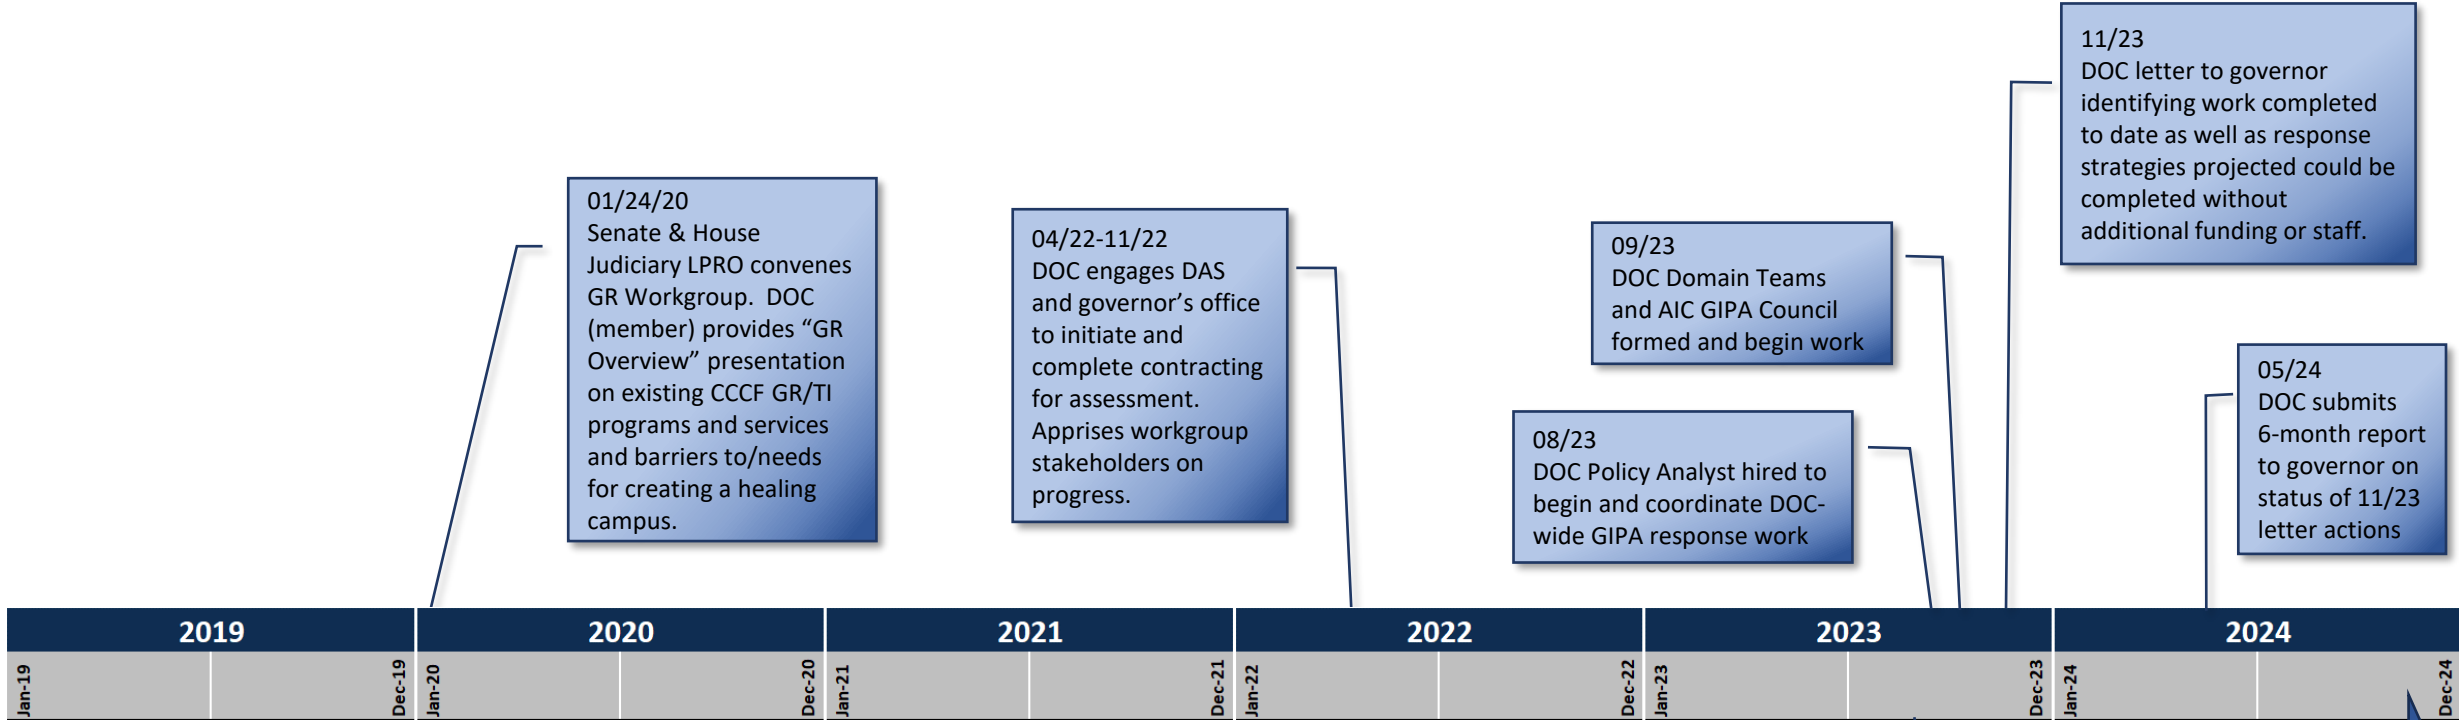 01/24/20
Senate & House
Judiciary LPRO convenes
GR Workgroup.  DOC
(member) provides “GR
Overview” presentation
on existing CCCF GR/TI
programs and services
and barriers to/needs
for creating a healing
campus.
04/22-11/22
DOC engages DAS
and governor’s office
to initiate and
complete contracting
for assessment.
Apprises workgroup
stakeholders on
progress.
08/23
DOC Policy Analyst hired to
begin and coordinate DOC-
wide GIPA response work
09/23
DOC Domain Teams
and AIC GIPA Council
formed and begin work
11/23
DOC letter to governor
identifying work completed
to date as well as response
strategies projected could be
completed without
additional funding or staff.
05/24
DOC submits
6-month report
to governor on
status of 11/23
letter actions
2019
2020
2021
2022
2023
2024
Jan-19
Dec-19
Jan-20
Dec-20
Jan-21
Dec-21
Jan-22
Dec-22
Jan-23
Dec-23
Jan-24
Dec-24